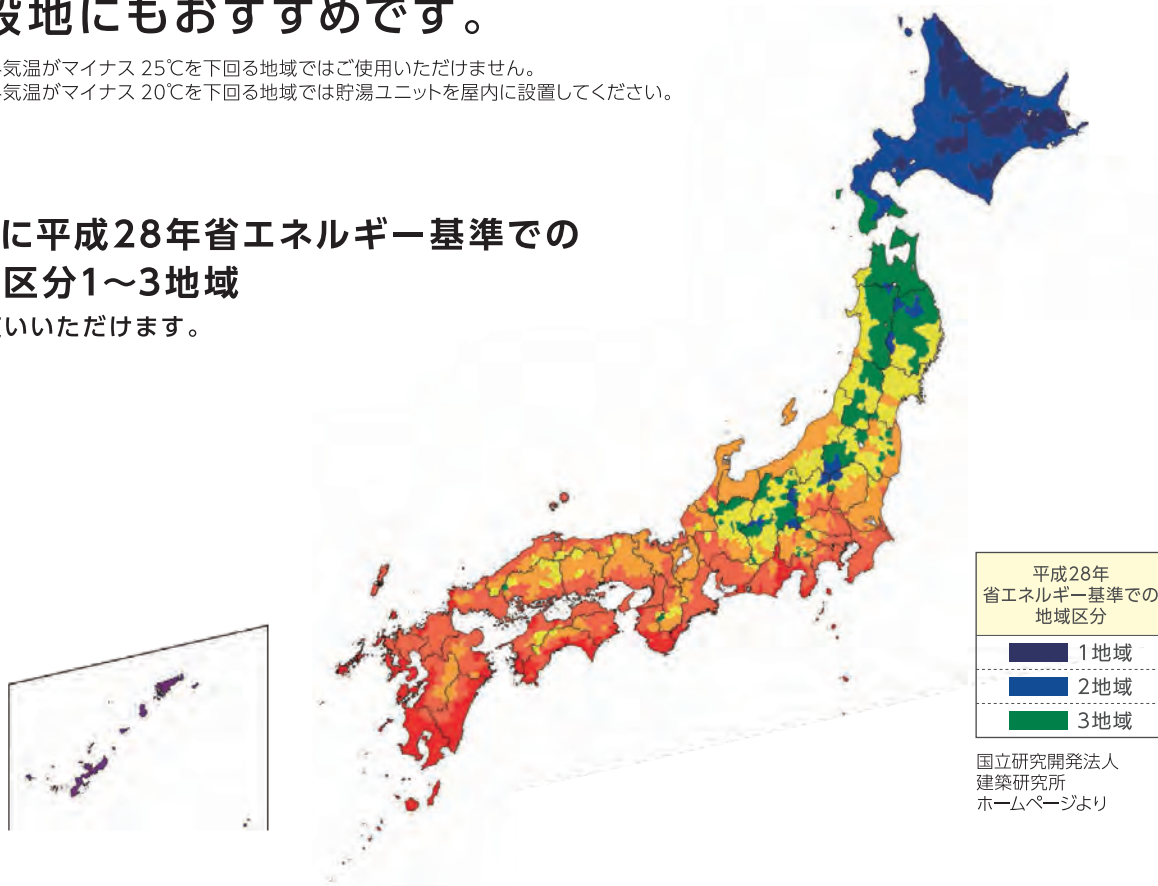 設地にもおすすめです。
気温がマイナス25℃を下回る地域ではご使用いただけません。
気温がマイナス20℃を下回る地域では貯湯ユニットを屋内に設置してください。
に平成28年省エネルギー基準での
区分1〜3地域
いいただけます。
平成28年
省エネルギー基準での
地域区分
1地域
2地域
3地域
国立研究開発法人
建築研究所
ホームページより